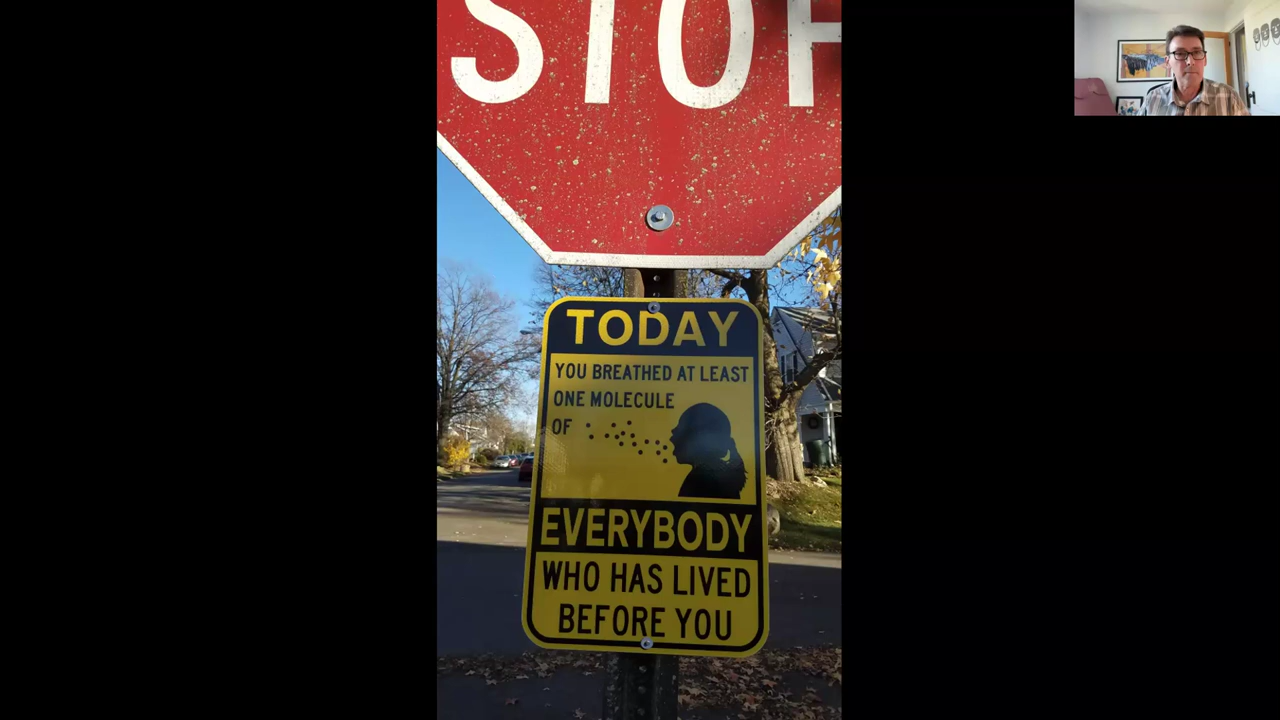 STOP
TODAY
YOU BREATHED AT LEAST
ONE MOLECULE
OF
EVERYBODY
WHO HAS LIVED
BEFORE YOU